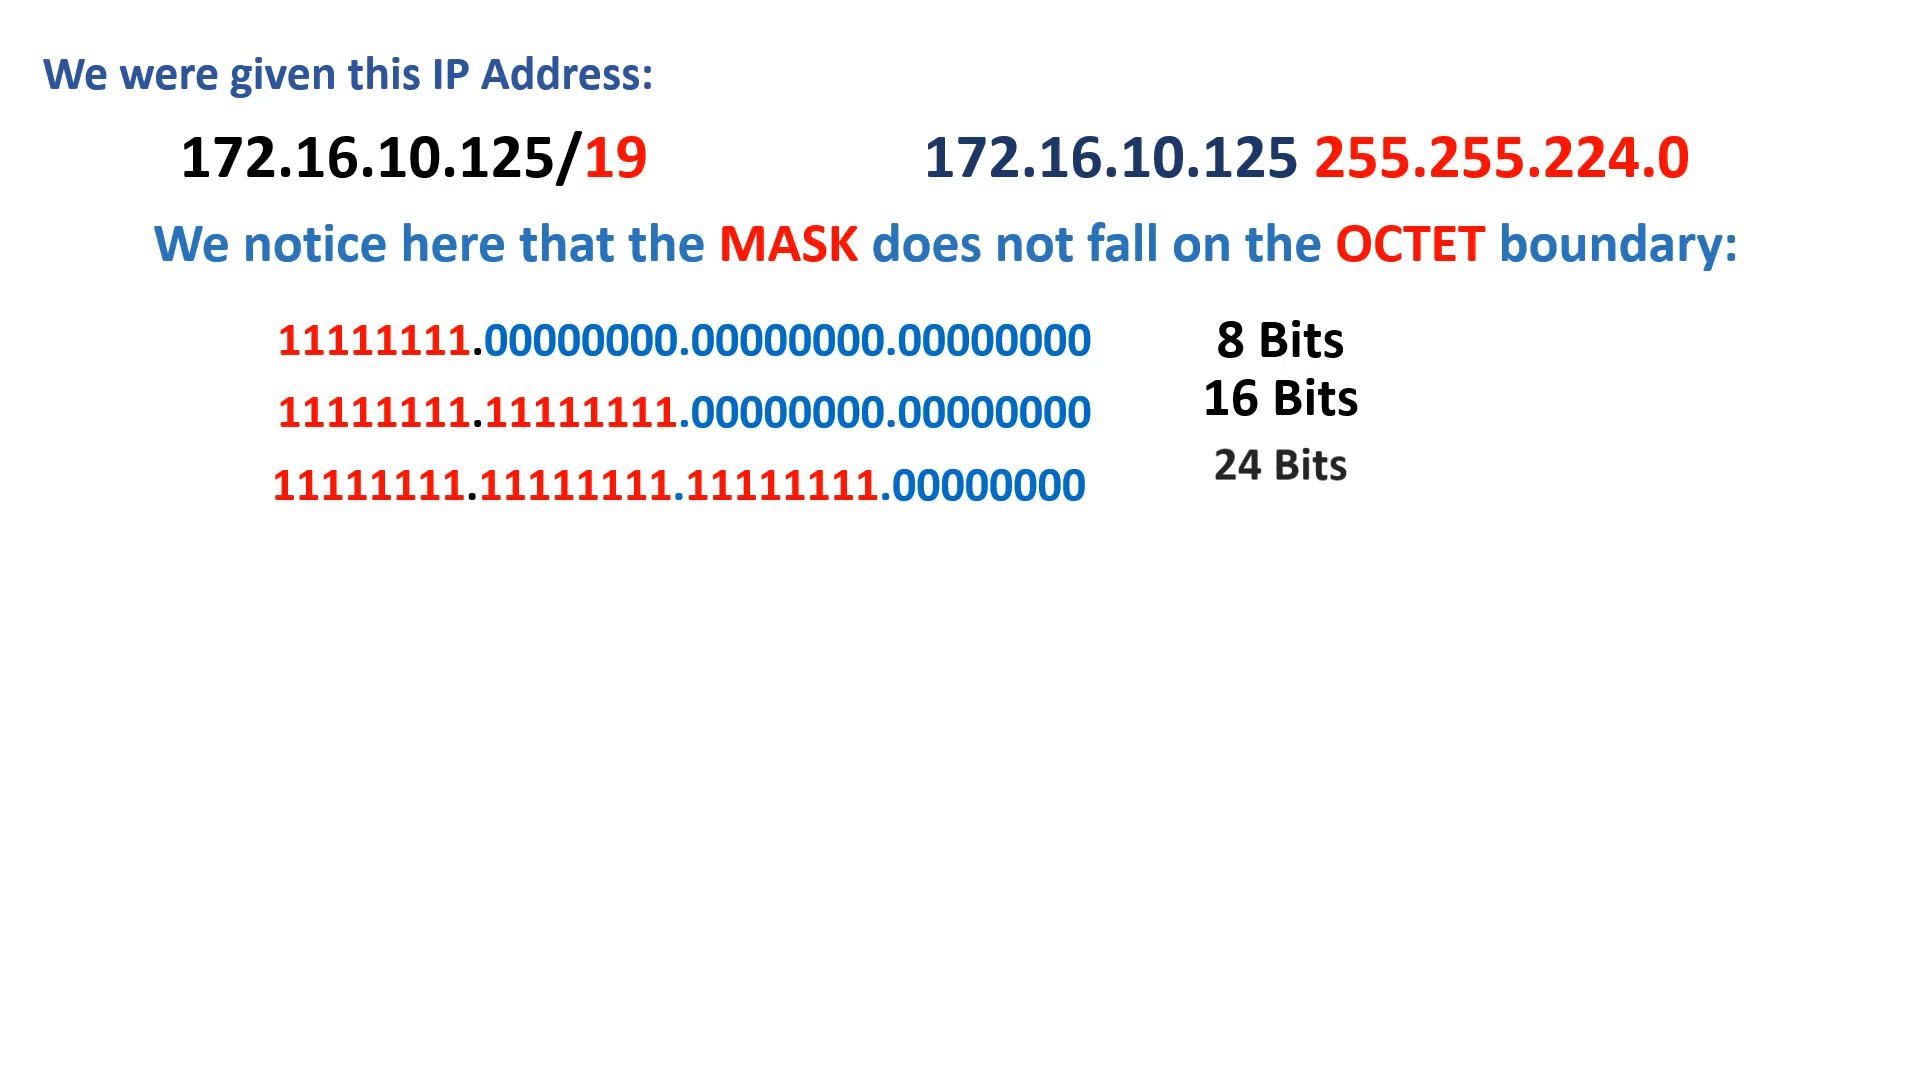 We were given this IP Address:
172.16.10.125/19 172.16.10.125 255.255.224.0
We notice here that the MASK does not fall on the OCTET boundary:
11111111.00000000.00000000.00000000 8 Bits
11111111.11111111.00000000.00000000 16 Bits
11111111.11111111.11111111.00000000 24 Bits